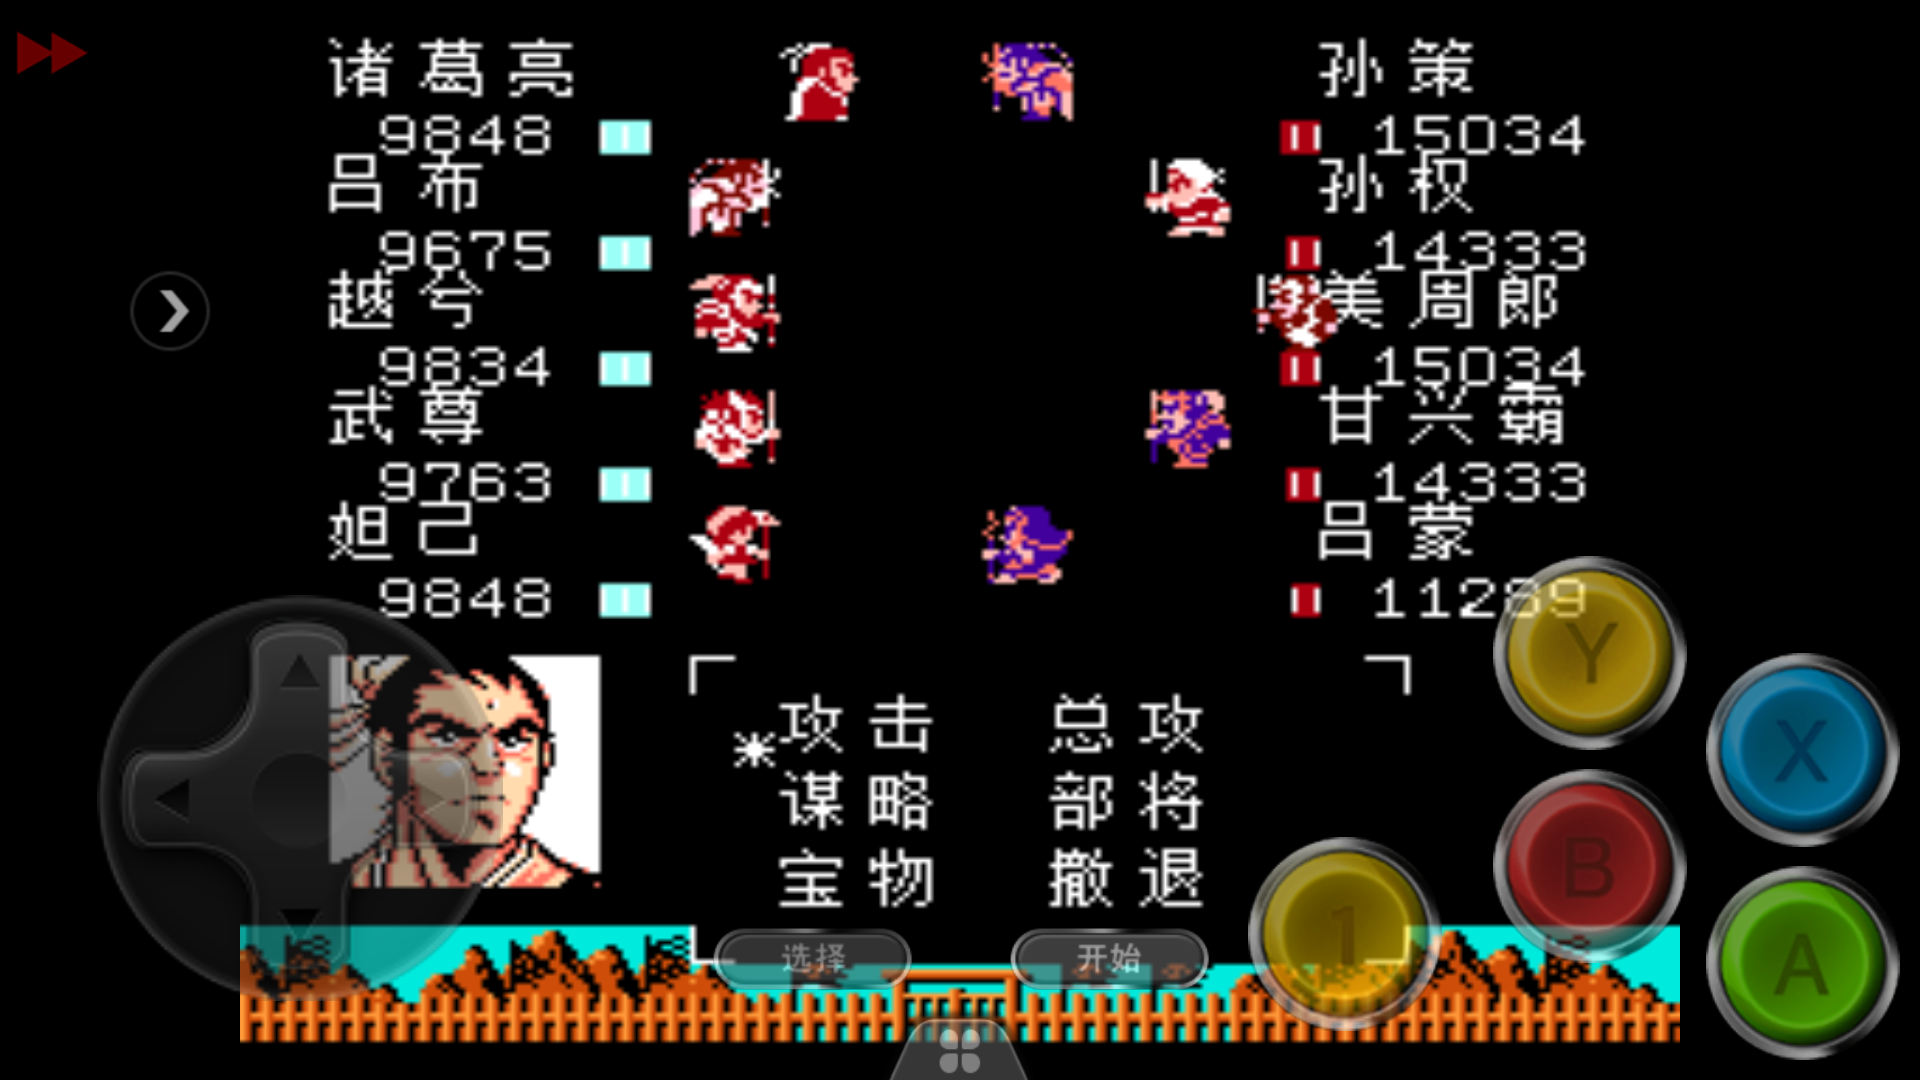 诸葛亮 孙策
9848 15034
吕布 孙权
9675 14333
越兮 美周郎
9834 15034
武尊 甘兴霸
9763 14333
妲己 吕蒙
9848 11289
攻击 总攻
谋略 部将
宝物 撤退
选择 开始
Y
X
B
1
A